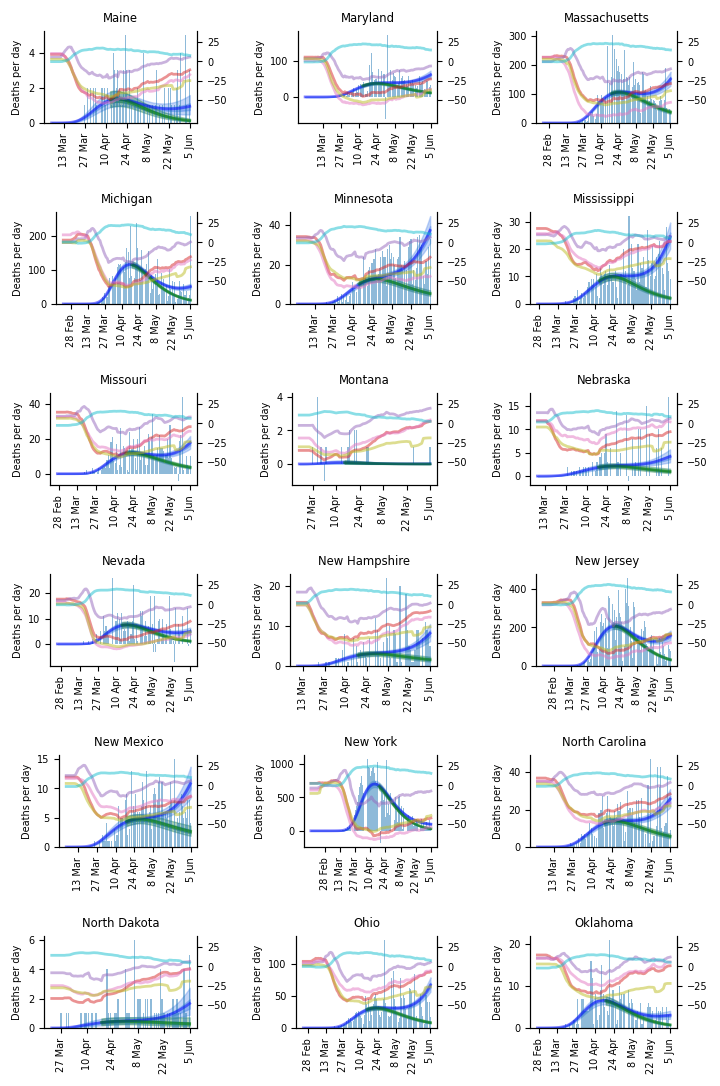 Maine
Maryland
Massachusetts
Deaths per day
4
2
0
25
0
−25
−50
13 Mar
27 Mar
10 Apr
24 Apr
8 May
22 May
5 Jun
Deaths per day
100
0
25
0
−25
−50
13 Mar
27 Mar
10 Apr
24 Apr
8 May
22 May
5 Jun
Deaths per day
300
200
100
0
25
0
−25
−50
28 Feb
13 Mar
27 Mar
10 Apr
24 Apr
8 May
22 May
5 Jun
Michigan
Minnesota
Mississippi
Deaths per day
200
100
0
25
0
−25
−50
28 Feb
13 Mar
27 Mar
10 Apr
24 Apr
8 May
22 May
5 Jun
Deaths per day
40
20
0
25
0
−25
−50
13 Mar
27 Mar
10 Apr
24 Apr
8 May
22 May
5 Jun
Deaths per day
30
20
10
0
25
0
−25
−50
28 Feb
13 Mar
27 Mar
10 Apr
24 Apr
8 May
22 May
5 Jun
Missouri
Montana
Nebraska
Deaths per day
40
20
0
25
0
−25
−50
28 Feb
13 Mar
27 Mar
10 Apr
24 Apr
8 May
22 May
5 Jun
Deaths per day
4
2
0
25
0
−25
−50
27 Mar
10 Apr
24 Apr
8 May
22 May
5 Jun
Deaths per day
15
10
5
0
25
0
−25
−50
13 Mar
27 Mar
10 Apr
24 Apr
8 May
22 May
5 Jun
Nevada
New Hampshire
New Jersey
Deaths per day
20
10
0
25
0
−25
−50
28 Feb
13 Mar
27 Mar
10 Apr
24 Apr
8 May
22 May
5 Jun
Deaths per day
20
10
0
25
0
−25
−50
13 Mar
27 Mar
10 Apr
24 Apr
8 May
22 May
5 Jun
Deaths per day
400
200
0
25
0
−25
−50
28 Feb
13 Mar
27 Mar
10 Apr
24 Apr
8 May
22 May
5 Jun
New Mexico
New York
North Carolina
Deaths per day
15
10
5
0
25
0
−25
−50
13 Mar
27 Mar
10 Apr
24 Apr
8 May
22 May
5 Jun
Deaths per day
1000
500
0
25
0
−25
−50
28 Feb
13 Mar
27 Mar
10 Apr
24 Apr
8 May
22 May
5 Jun
Deaths per day
40
20
0
25
0
−25
−50
28 Feb
13 Mar
27 Mar
10 Apr
24 Apr
8 May
22 May
5 Jun
North Dakota
Ohio
Oklahoma
Deaths per day
6
4
2
0
25
0
−25
−50
27 Mar
10 Apr
24 Apr
8 May
22 May
5 Jun
Deaths per day
100
50
0
25
0
−25
−50
28 Feb
13 Mar
27 Mar
10 Apr
24 Apr
8 May
22 May
5 Jun
Deaths per day
20
10
0
25
0
−25
−50
28 Feb
13 Mar
27 Mar
10 Apr
24 Apr
8 May
22 May
5 Jun